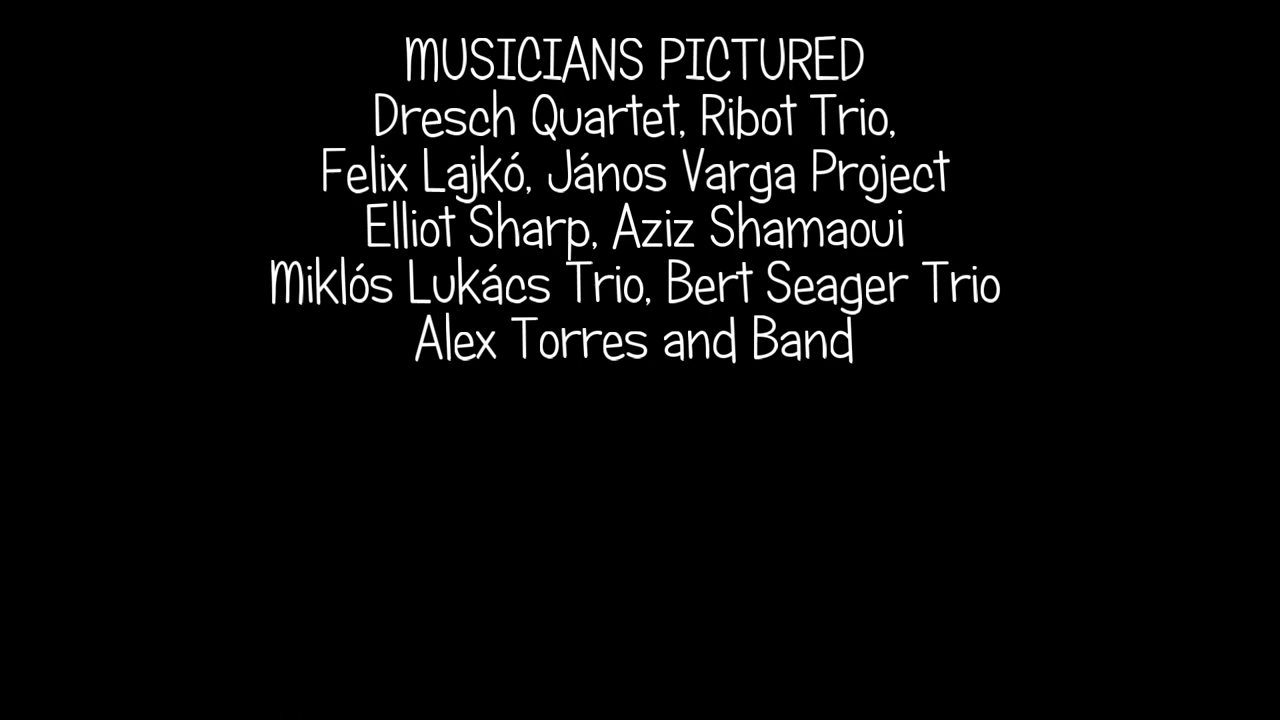 MUSICIANS PICTURED
Dresch Quartet, Ribot Trio,
Felix Lajkó, János Varga Project
Elliot Sharp, Aziz Shamaoui
Miklós Lukács Trio, Bert Seager Trio
Alex Torres and Band